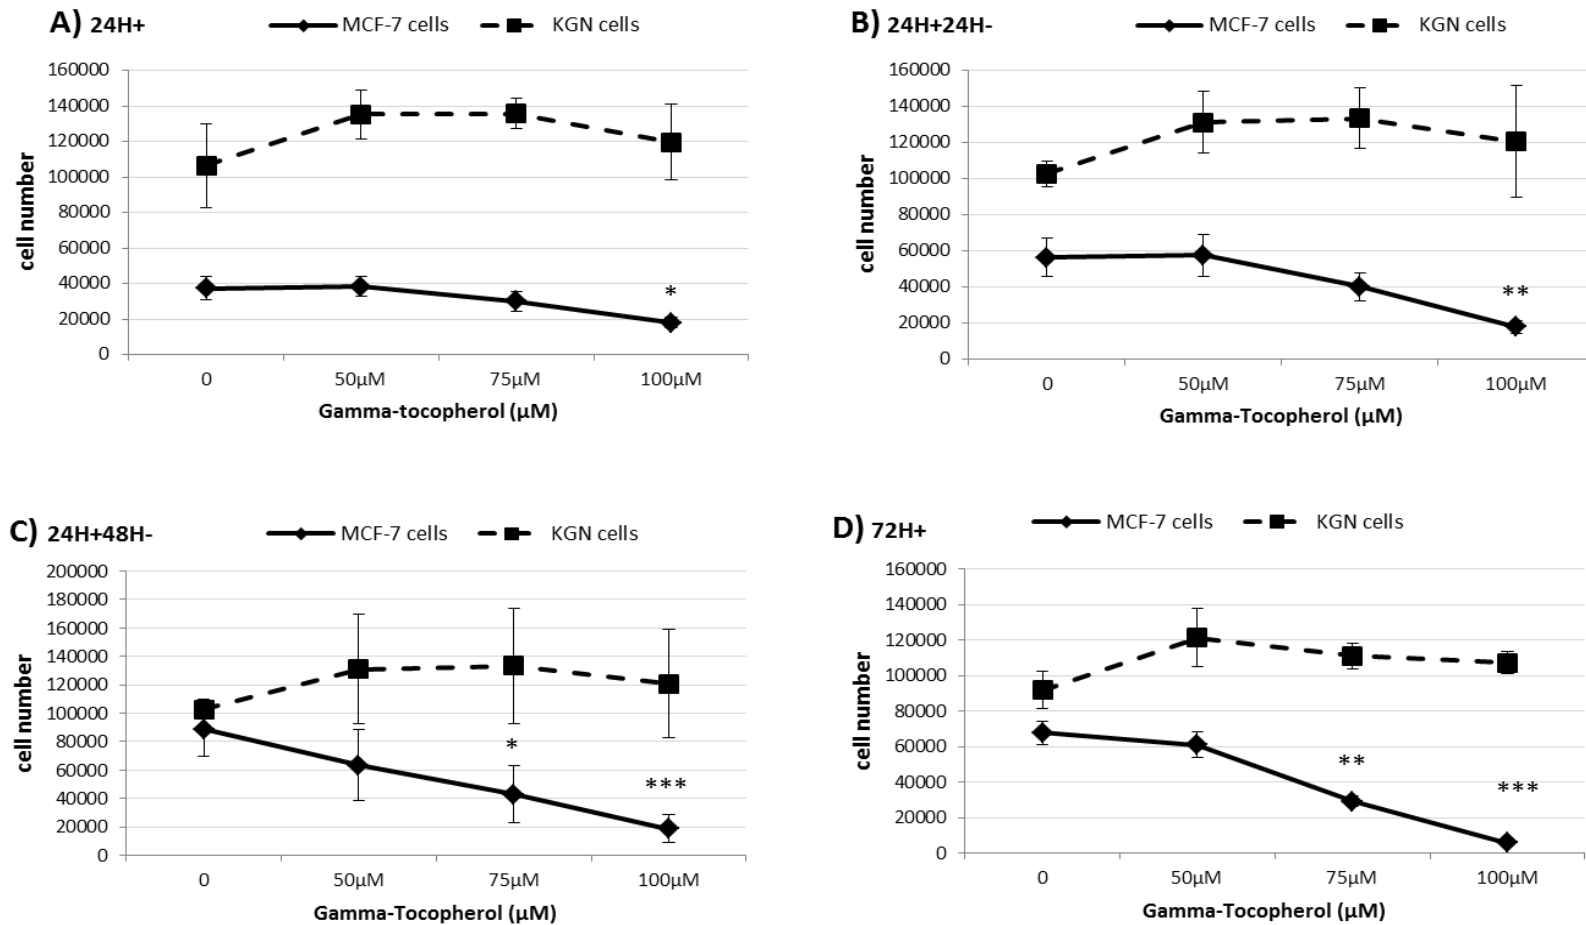 A) 24H+
MCF-7 cells
KGN cells
160000
140000
120000
100000
80000
60000
40000
20000
0
cell number
*
0
50µM
75µM
100µM
Gamma-tocopherol (µM)
B) 24H+24H-
MCF-7 cells
KGN cells
160000
140000
120000
100000
80000
60000
40000
20000
0
cell number
**
0
50µM
75µM
100µM
Gamma-Tocopherol (µM)
C) 24H+48H-
MCF-7 cells
KGN cells
200000
180000
160000
140000
120000
100000
80000
60000
40000
20000
0
cell number
*
***
0
50µM
75µM
100µM
Gamma-Tocopherol (µM)
D) 72H+
MCF-7 cells
KGN cells
160000
140000
120000
100000
80000
60000
40000
20000
0
cell number
**
***
0
50µM
75µM
100µM
Gamma-Tocopherol (µM)